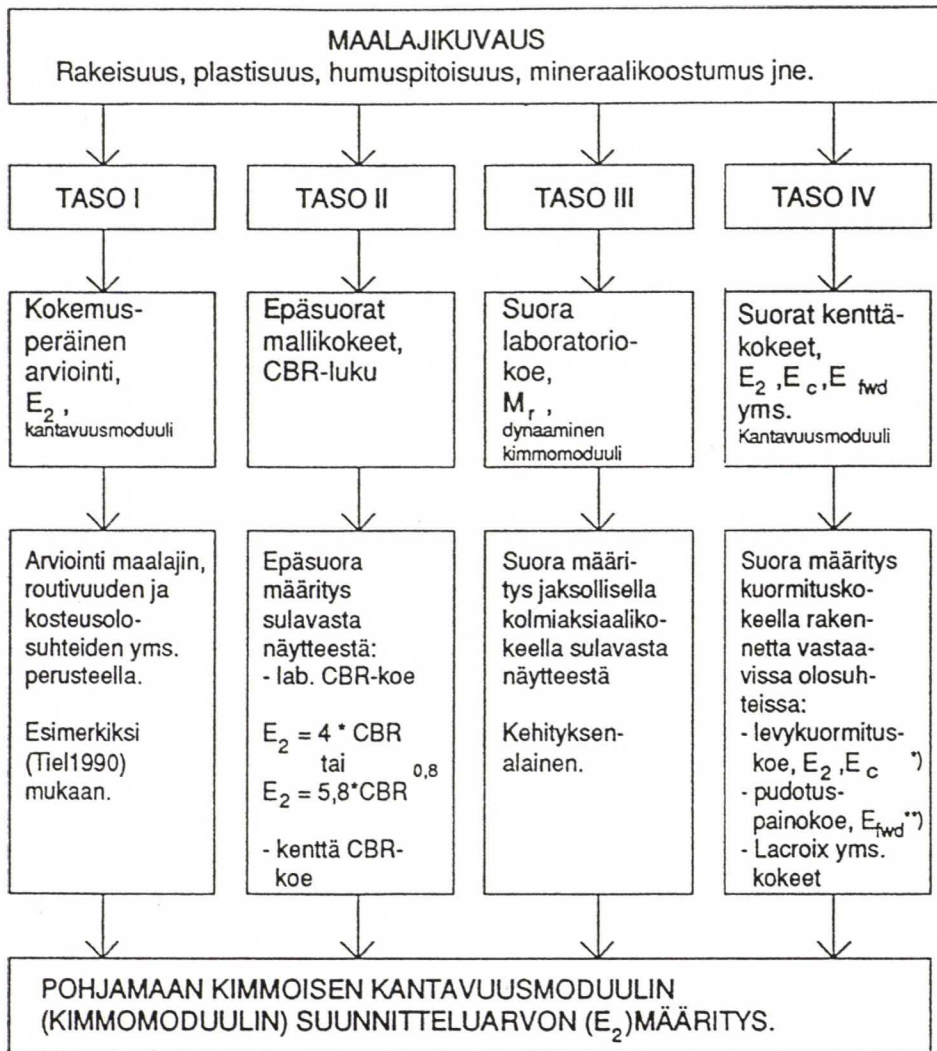 MAALAJIKUVAUS
Rakeisuus, plastisuus, humuspitoisuus, mineraalikoostumus jne.
TASO I
TASO II
TASO III
TASO IV
Kokemus-
peräinen
arviointi,
E₂ ,
kantavuusmoduuli
Epäsuorat
mallikokeet,
CBR-luku
Suora
laboratorio-
koe,
Mᵣ ,
dynaaminen
kimmomoduuli
Suorat kenttä-
kokeet,
E₂ ,E c , E fwd
yms.
Kantavuusmoduuli
Arviointi maalajin,
routivuuden ja
kosteusolo-
suhteiden yms.
perusteella.
Esimerkiksi
(Tiel1990)
mukaan.
Epäsuora
määritys
sulavasta
näytteestä:
- lab. CBR-koe
E₂ = 4 * CBR
tai
E₂ = 5,8*CBR 0,8
- kenttä CBR-
koe
Suora määri-
tys jaksollisella
kolmiaksiaaliko-
keella sulavasta
näytteestä
Kehityksen-
alainen.
Suora määritys
kuormitusko-
keella raken-
netta vastaa-
vissa olosuh-
teissa:
- levykuormitus-
koe, E₂ ,E c *)
- pudotus-
painokoe, E fwd **)
- Lacroix yms.
kokeet
POHJAMAAN KIMMOISEN KANTAVUUSMODUULIN
(KIMMOMODUULIN) SUUNNITTELUARVON (E₂)MÄÄRITYS.